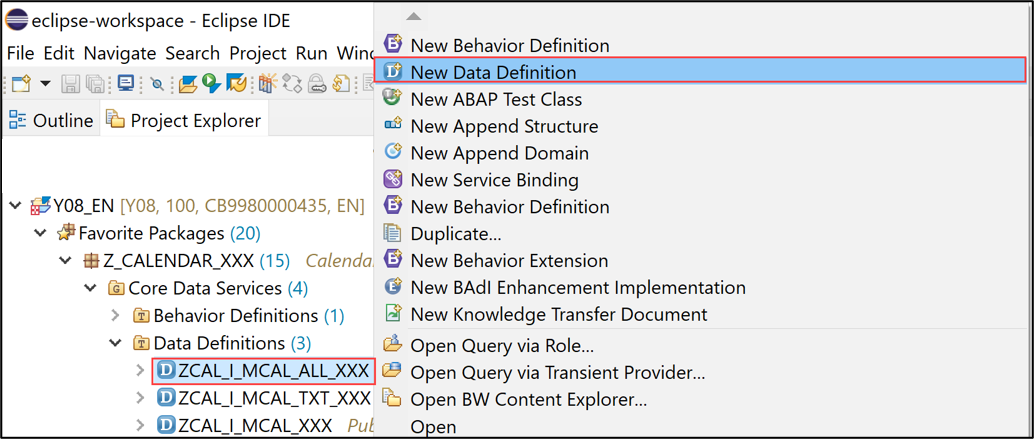 eclipse-workspace - Eclipse IDE
File Edit Navigate Search Project Run
Outline Project Explorer
Y08_EN [Y08, 100, CB9980000435, EN]
Favorite Packages (20)
Z_CALENDAR_XXX (15)
Core Data Services (4)
Behavior Definitions (1)
Data Definitions (3)
ZCAL_I_MCAL_ALL_XXX
ZCAL_I_MCAL_TXT_XXX
ZCAL_I_MCAL_XXX
New Behavior Definition
New Data Definition
New ABAP Test Class
New Append Structure
New Append Domain
New Service Binding
New Behavior Definition
Duplicate...
New Behavior Extension
New BAdI Enhancement Implementation
New Knowledge Transfer Document
Open Query via Role...
Open Query via Transient Provider...
Open BW Content Explorer...
Open